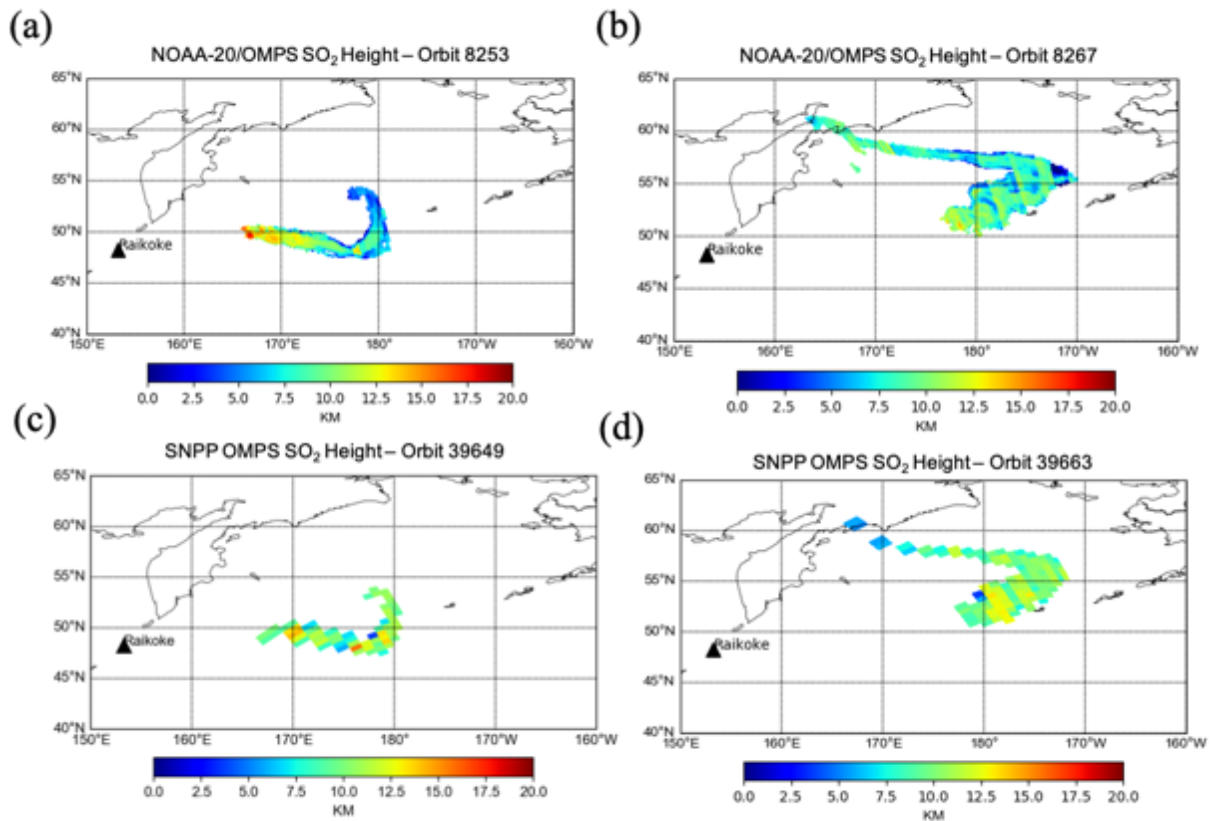 (a)
NOAA-20/OMPS SO₂ Height – Orbit 8253
65°N
60°N
55°N
50°N
45°N
40°N
Raikoke
150°E 160°E 170°E 180° 170°W 160°W
0.0 2.5 5.0 7.5 10.0 12.5 15.0 17.5 20.0
KM
(b)
NOAA-20/OMPS SO₂ Height – Orbit 8267
65°N
60°N
55°N
50°N
45°N
40°N
Raikoke
150°E 160°E 170°E 180° 170°W 160°W
0.0 2.5 5.0 7.5 10.0 12.5 15.0 17.5 20.0
KM
(c)
SNPP OMPS SO₂ Height – Orbit 39649
65°N
60°N
55°N
50°N
45°N
40°N
Raikoke
150°E 160°E 170°E 180° 170°W 160°W
0.0 2.5 5.0 7.5 10.0 12.5 15.0 17.5 20.0
KM
(d)
SNPP OMPS SO₂ Height – Orbit 39663
65°N
60°N
55°N
50°N
45°N
40°N
Raikoke
150°E 160°E 170°E 180° 170°W 160°W
0.0 2.5 5.0 7.5 10.0 12.5 15.0 17.5 20.0
KM